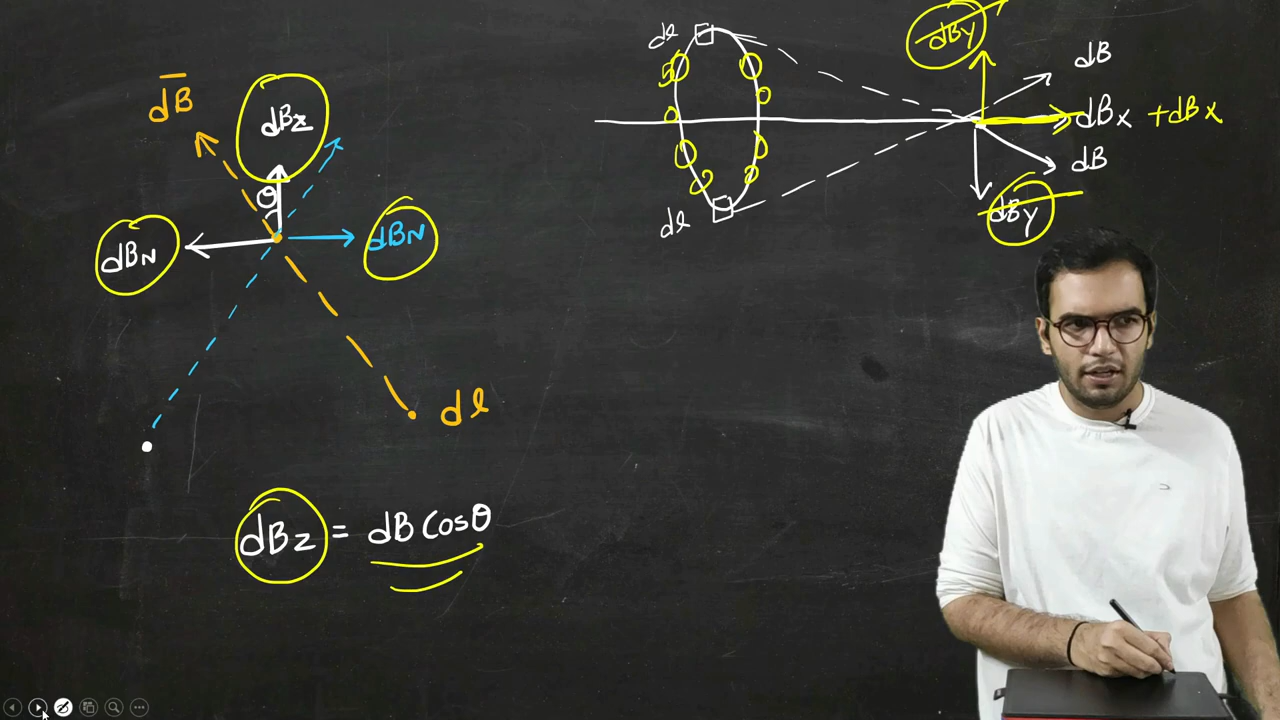 dB
dBz
θ
dBN
dBN
dl
dBz = dB Cosθ
dl
dl
dBy
dB
dBx + dBx
dB
dBy